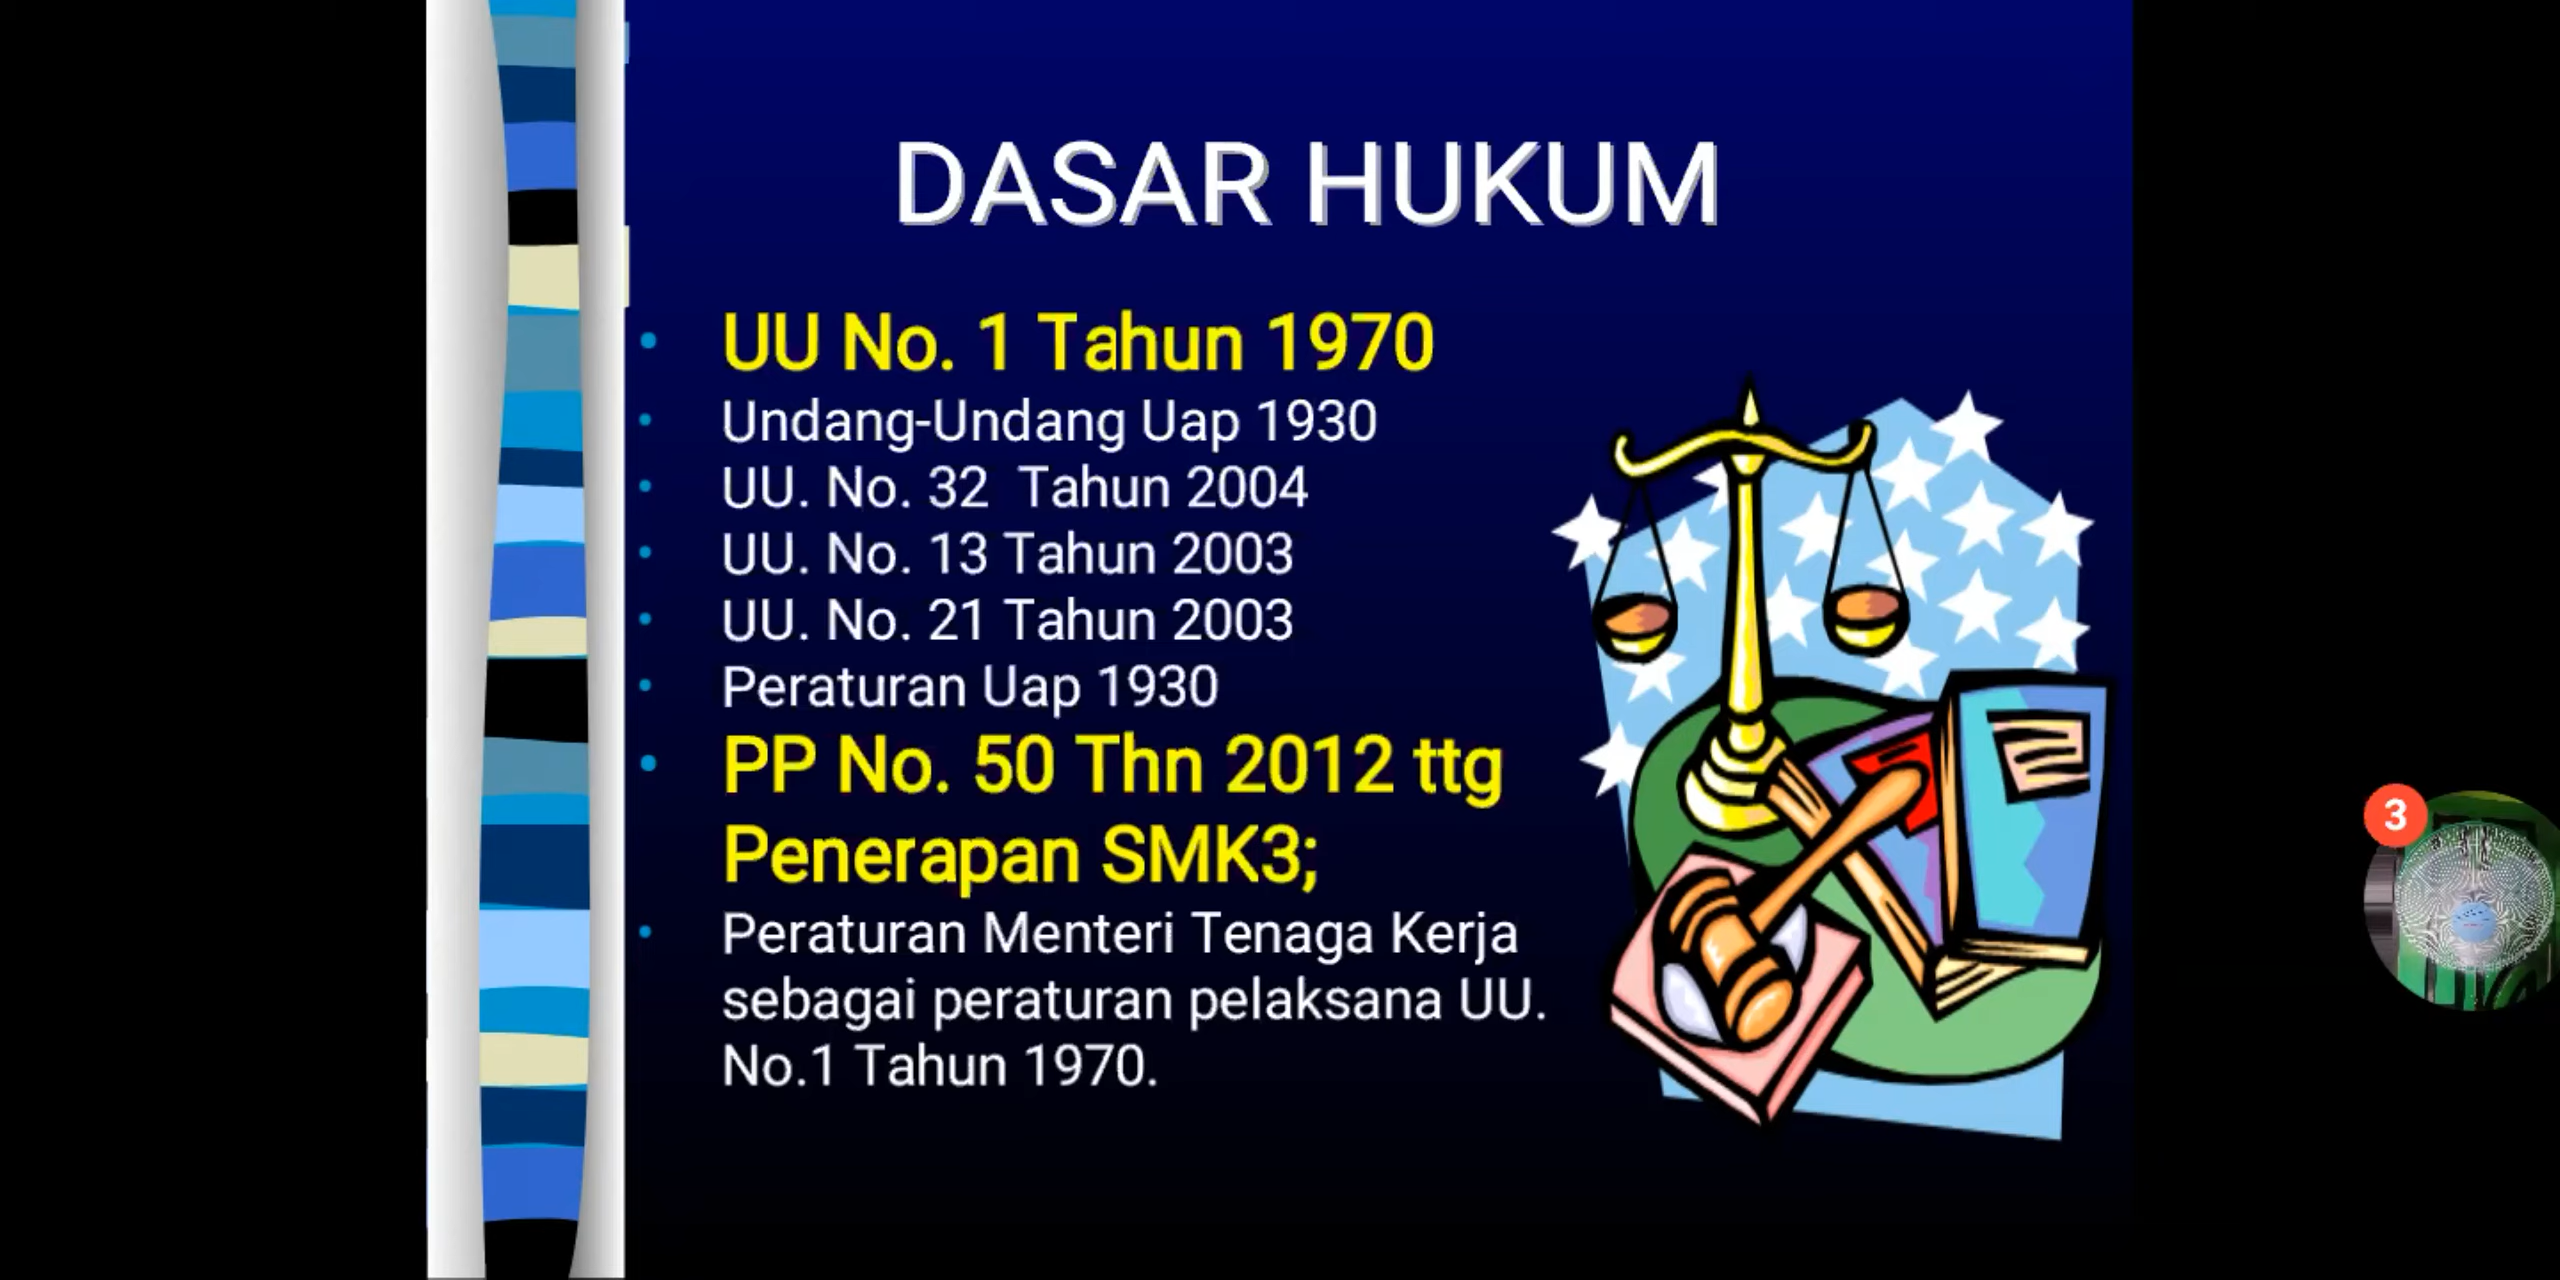 DASAR HUKUM
• UU No. 1 Tahun 1970
• Undang-Undang Uap 1930
• UU. No. 32 Tahun 2004
• UU. No. 13 Tahun 2003
• UU. No. 21 Tahun 2003
• Peraturan Uap 1930
• PP No. 50 Thn 2012 ttg
Penerapan SMK3;
• Peraturan Menteri Tenaga Kerja
sebagai peraturan pelaksana UU.
No.1 Tahun 1970.
3